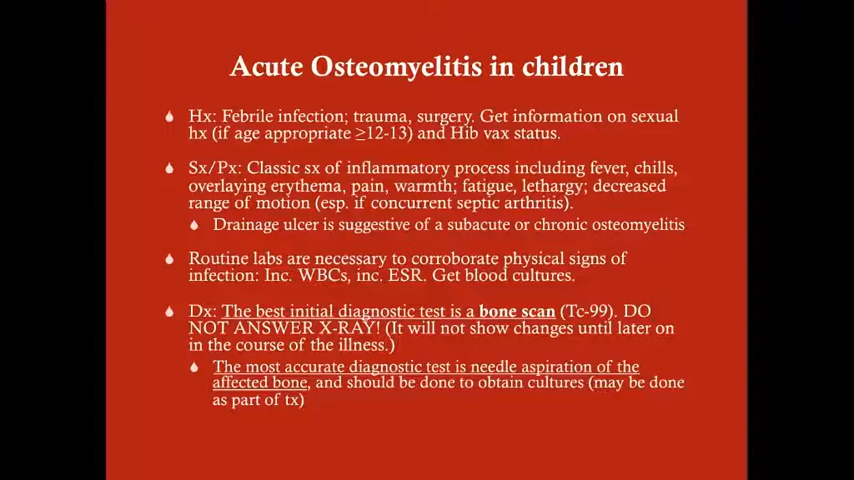 Acute Osteomyelitis in children
Hx: Febrile infection; trauma, surgery. Get information on sexual
hx (if age appropriate ≥12-13) and Hib vax status.
Sx/Px: Classic sx of inflammatory process including fever, chills,
overlaying erythema, pain, warmth; fatigue, lethargy; decreased
range of motion (esp. if concurrent septic arthritis).
Drainage ulcer is suggestive of a subacute or chronic osteomyelitis
Routine labs are necessary to corroborate physical signs of
infection: Inc. WBCs, inc. ESR. Get blood cultures.
Dx: The best initial diagnostic test is a bone scan (Tc-99). DO
NOT ANSWER X-RAY! (It will not show changes until later on
in the course of the illness.)
The most accurate diagnostic test is needle aspiration of the
affected bone, and should be done to obtain cultures (may be done
as part of tx)